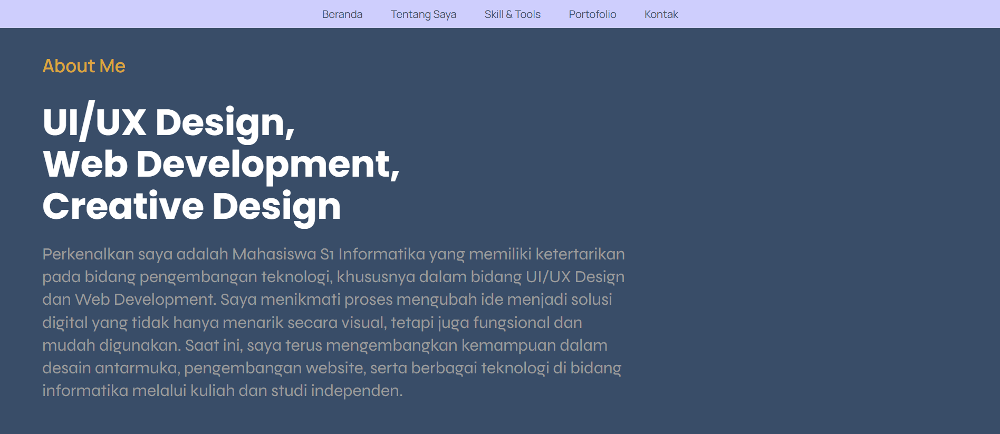 Beranda Tentang Saya Skill & Tools Portofolio Kontak
About Me
UI/UX Design,
Web Development,
Creative Design
Perkenalkan saya adalah Mahasiswa S1 Informatika yang memiliki ketertarikan
pada bidang pengembangan teknologi, khususnya dalam bidang UI/UX Design
dan Web Development. Saya menikmati proses mengubah ide menjadi solusi
digital yang tidak hanya menarik secara visual, tetapi juga fungsional dan
mudah digunakan. Saat ini, saya terus mengembangkan kemampuan dalam
desain antarmuka, pengembangan website, serta berbagai teknologi di bidang
informatika melalui kuliah dan studi independen.